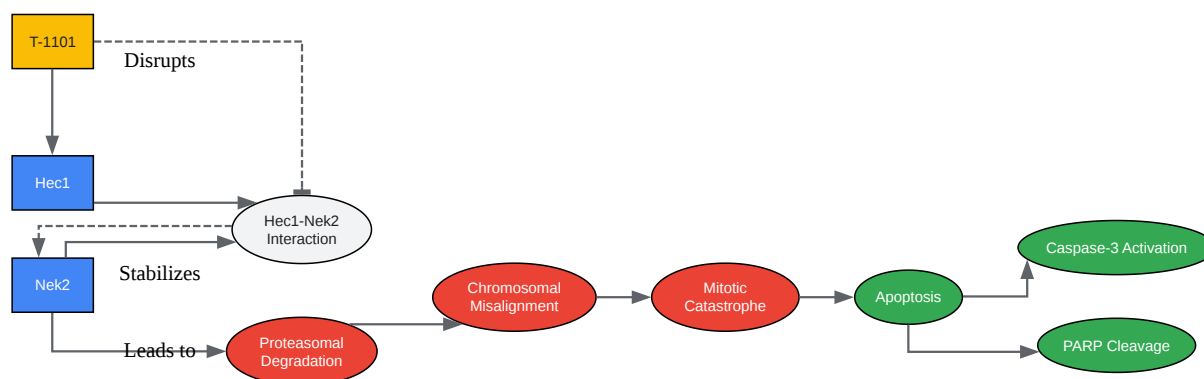 T-1101
Disrupts
Hec1
Hec1-Nek2
Interaction
Nek2
Stabilizes
Leads to
Proteasomal
Degradation
Chromosomal
Misalignment
Mitotic
Catastrophe
Apoptosis
Caspase-3 Activation
PARP Cleavage